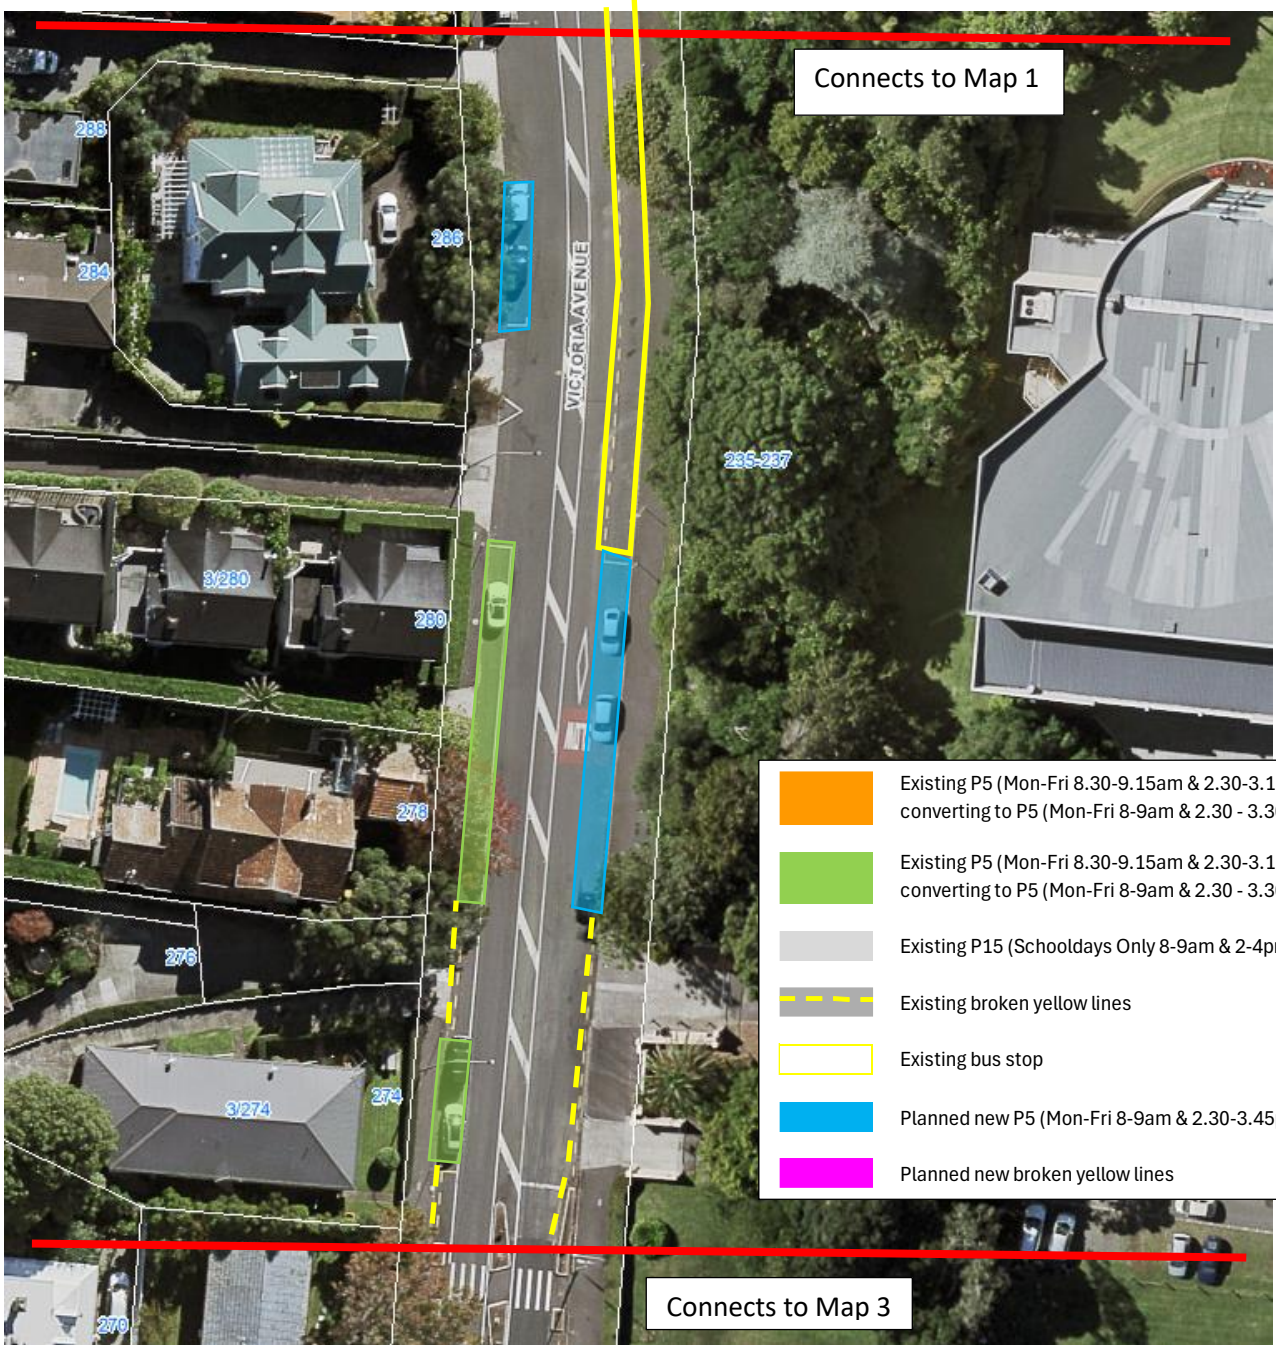 Connects to Map 1
288
286
284
VICTORIA AVENUE
235-237
3/280
280
278
Existing P5 (Mon-Fri 8.30-9.15am & 2.30-3.1
converting to P5 (Mon-Fri 8-9am & 2.30 - 3.3
Existing P5 (Mon-Fri 8.30-9.15am & 2.30-3.1
converting to P5 (Mon-Fri 8-9am & 2.30 - 3.3
276
Existing P15 (Schooldays Only 8-9am & 2-4p
Existing broken yellow lines
Existing bus stop
274
3/274
Planned new P5 (Mon-Fri 8-9am & 2.30-3.45
Planned new broken yellow lines
Connects to Map 3
270